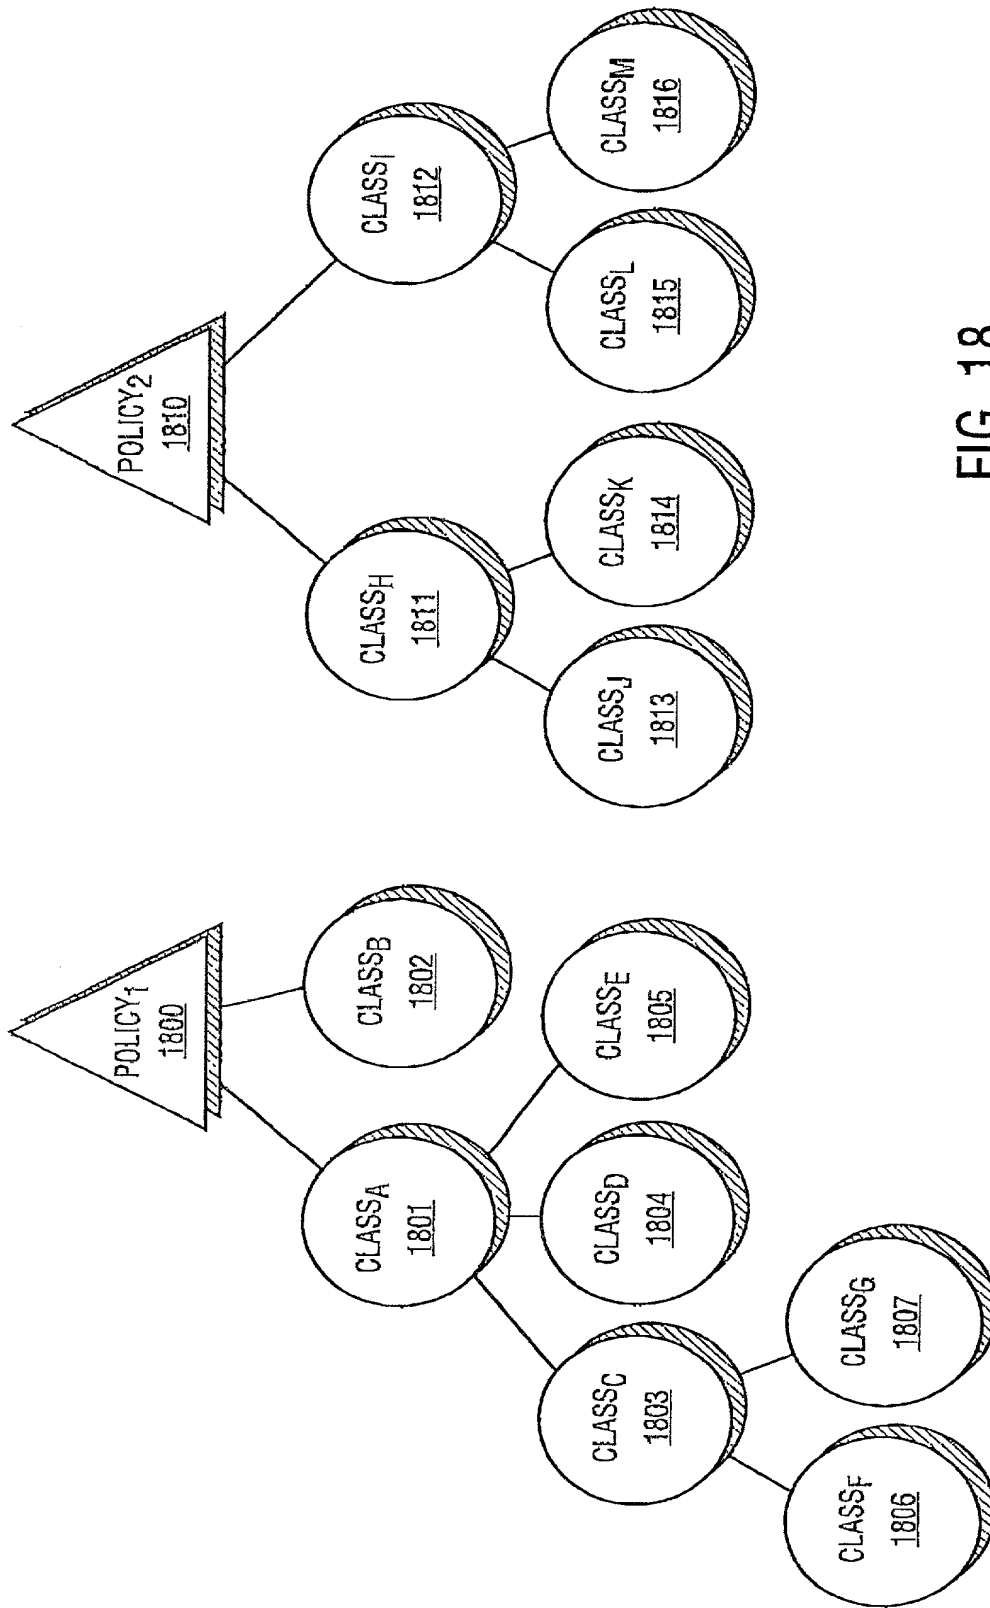 POLICY1
1800
CLASSA
1801
CLASSB
1802
CLASSC
1803
CLASSD
1804
CLASSE
1805
CLASSF
1806
CLASSG
1807
POLICY2
1810
CLASSH
1811
CLASSI
1812
CLASSJ
1813
CLASSK
1814
CLASSL
1815
CLASSM
1816
FIG. 18